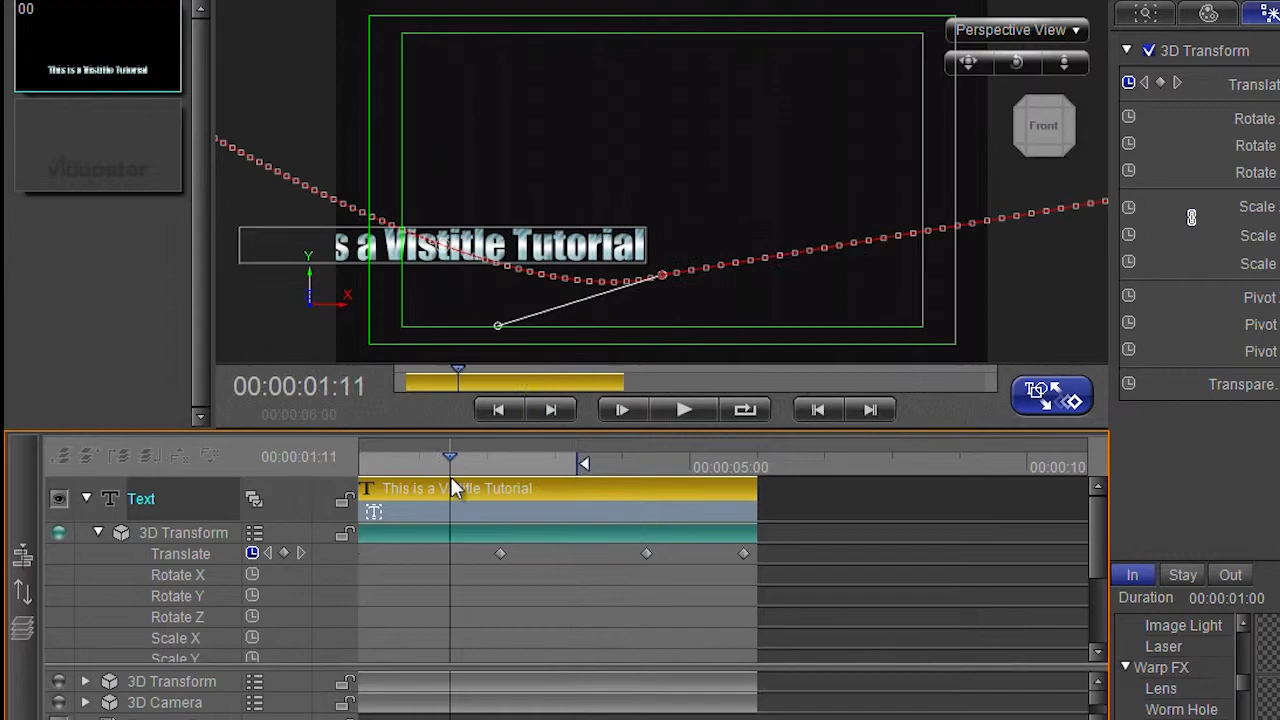 00
This is a Vistitle Tutorial
Perspective View
Front
s a Vistitle Tutorial
Y
X
00:00:01:11
00:00:06:00
3D Transform
Translat
Rotate
Rotate
Rotate
Scale
Scale
Scale
Pivot
Pivot
Pivot
Transpare.
00:00:01:11
00:00:05:00
00:00:10
Text
T This is a Vistitle Tutorial
T
3D Transform
Translate
Rotate X
Rotate Y
Rotate Z
Scale X
Scale Y
3D Transform
3D Camera
In
Stay
Out
Duration 00:00:01:00
Image Light
Laser
Warp FX
Lens
Worm Hole